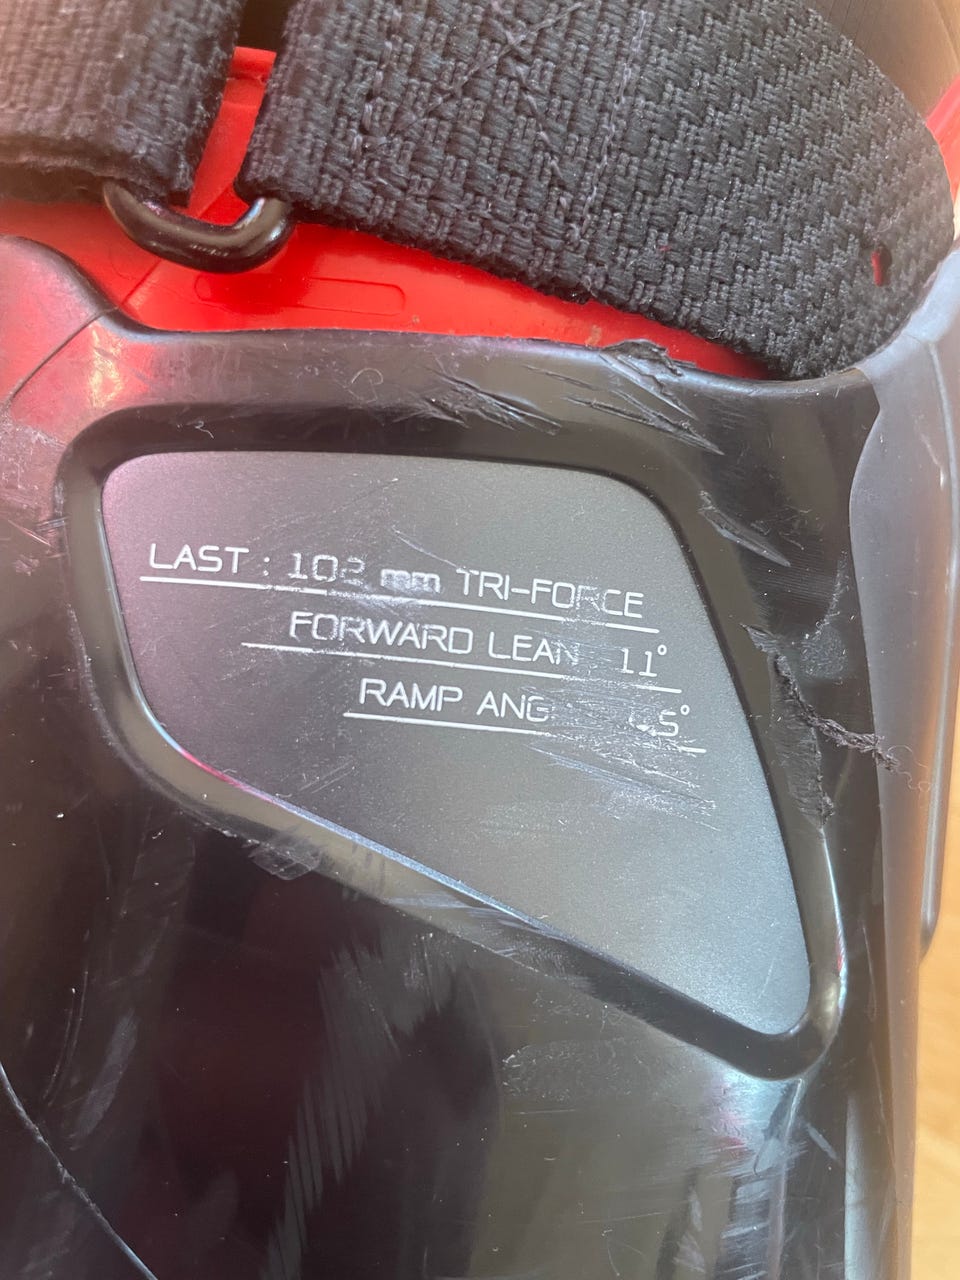 LAST : 102 mm TRI-FORCE
FORWARD LEAN 11°
RAMP